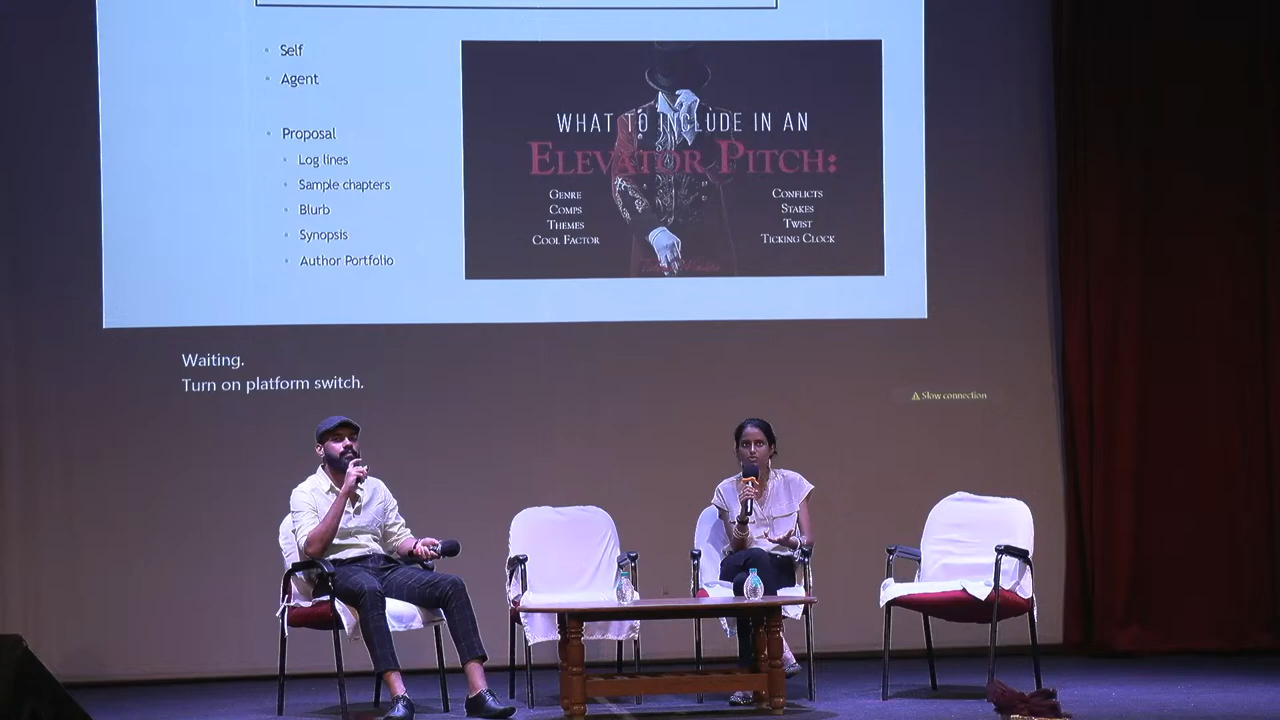 Self
Agent
Proposal
Log lines
Sample chapters
Blurb
Synopsis
Author Portfolio
WHAT TO INCLUDE IN AN
ELEVATOR PITCH:
GENRE
COMPS
THEMES
COOL FACTOR
CONFLICTS
STAKES
TWIST
TICKING CLOCK
Waiting.
Turn on platform switch.
Slow connection